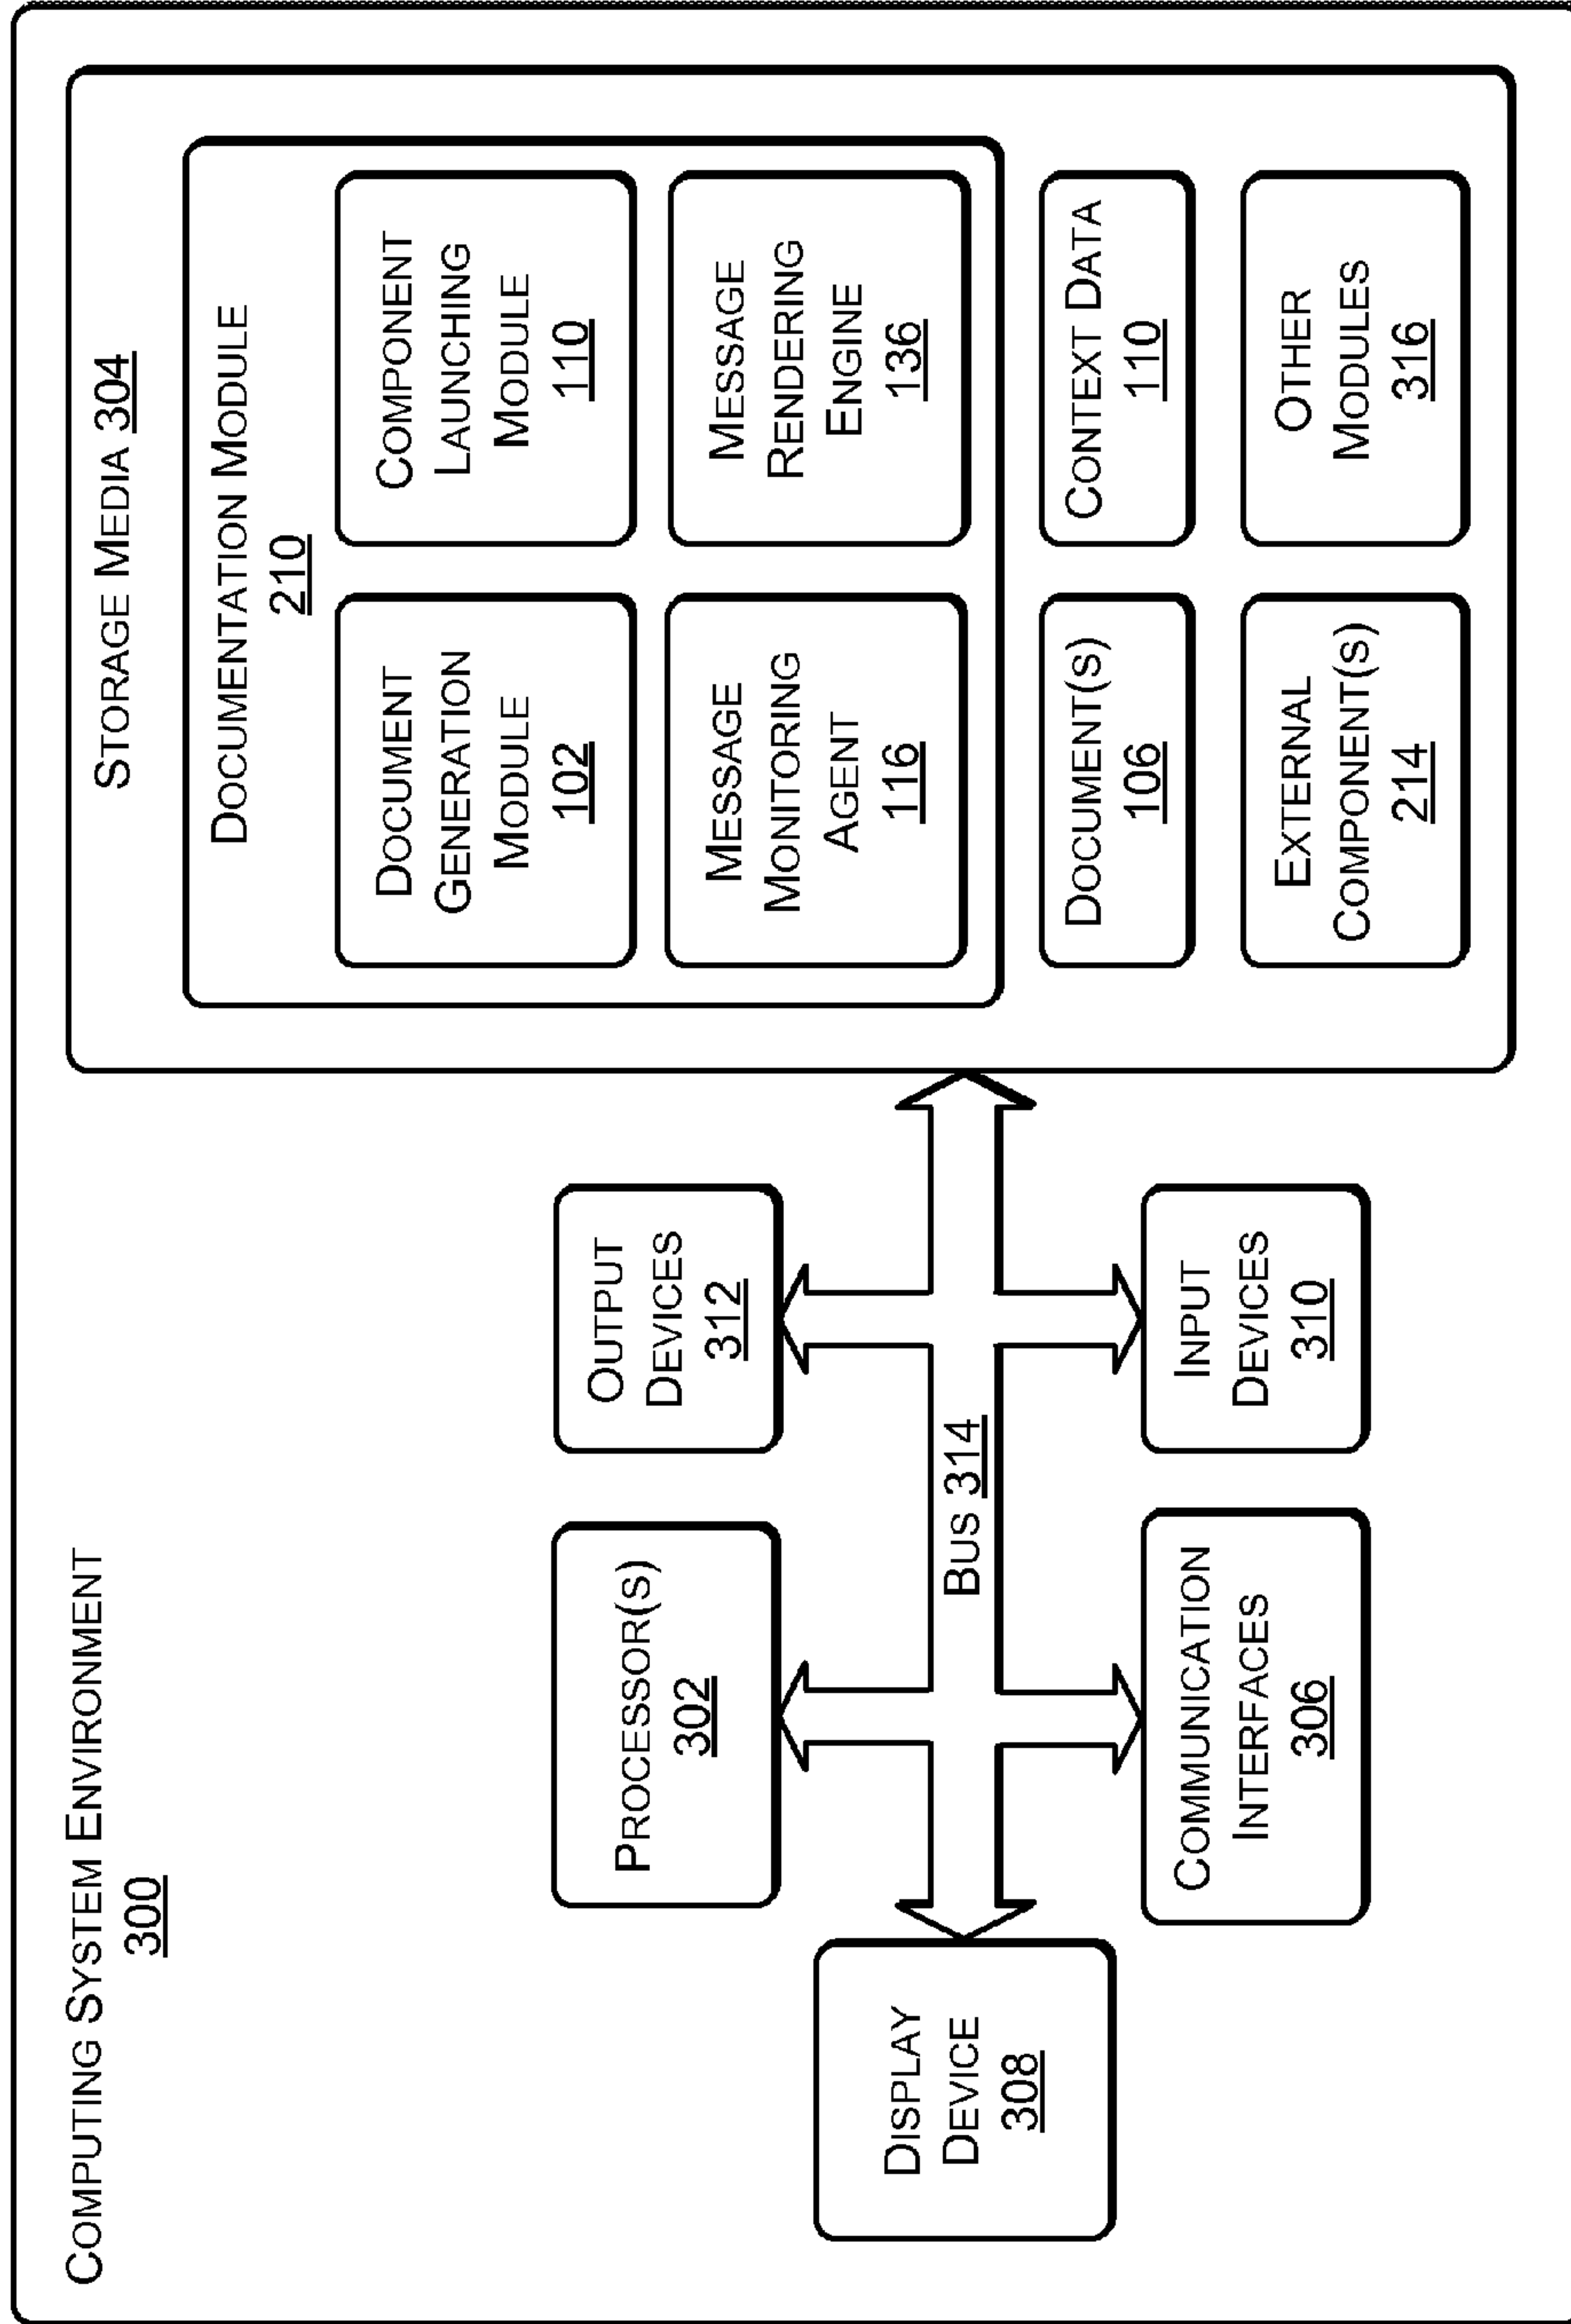 COMPUTING SYSTEM ENVIRONMENT
300
DISPLAY
DEVICE
308
PROCESSOR(S)
302
OUTPUT
DEVICES
312
BUS 314
COMMUNICATION
INTERFACES
306
INPUT
DEVICES
310
STORAGE MEDIA 304
DOCUMENTATION MODULE
210
DOCUMENT
GENERATION
MODULE
102
COMPONENT
LAUNCHING
MODULE
110
MESSAGE
MONITORING
AGENT
116
MESSAGE
RENDERING
ENGINE
136
DOCUMENT(S)
106
CONTEXT DATA
110
EXTERNAL
COMPONENT(S)
214
OTHER
MODULES
316